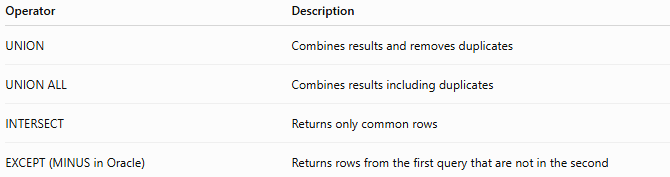 Operator Description
UNION Combines results and removes duplicates
UNION ALL Combines results including duplicates
INTERSECT Returns only common rows
EXCEPT (MINUS in Oracle) Returns rows from the first query that are not in the second